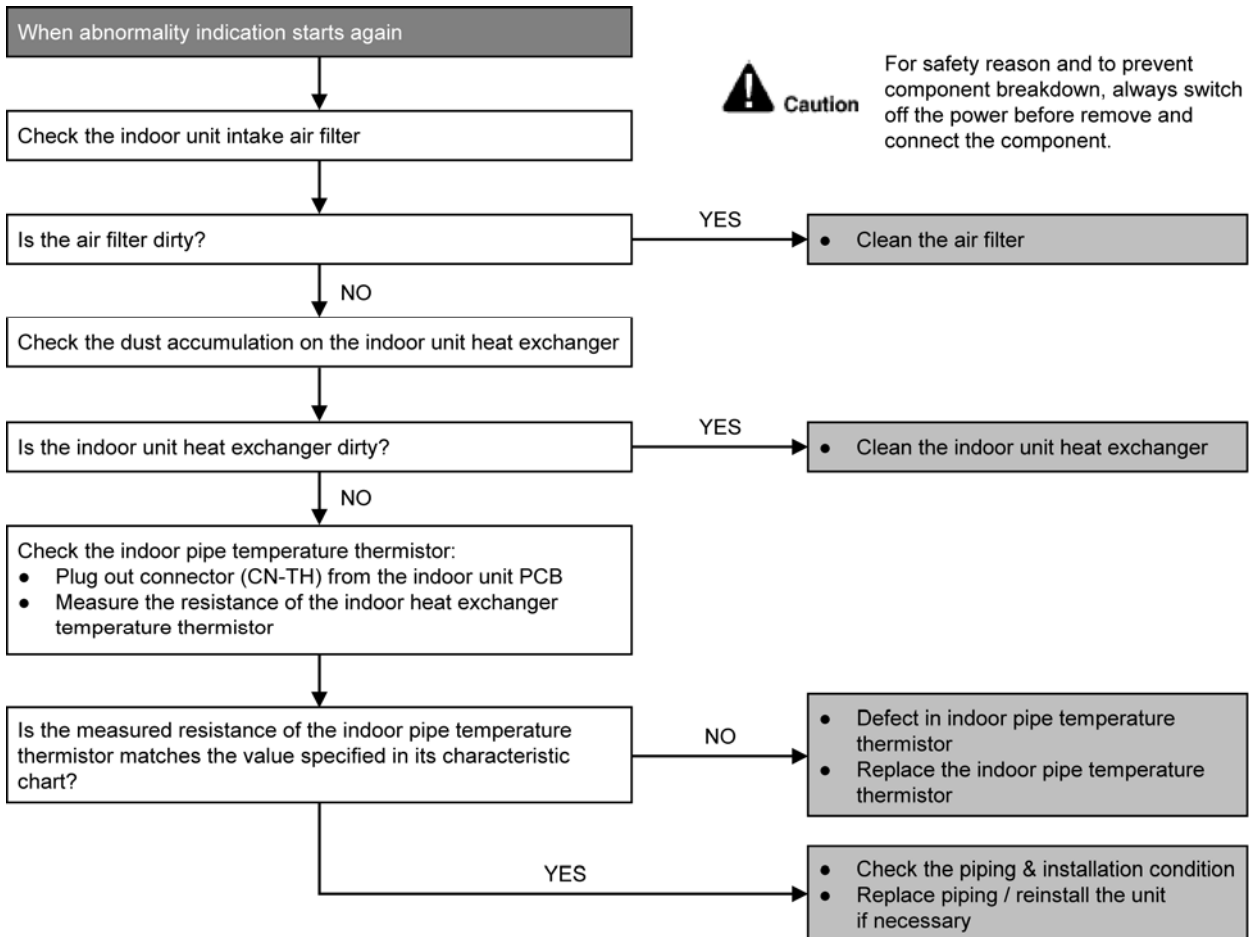 When abnormality indication starts again
Caution
For safety reason and to prevent
component breakdown, always switch
off the power before remove and
connect the component.
Check the indoor unit intake air filter
Is the air filter dirty?
YES
● Clean the air filter
NO
Check the dust accumulation on the indoor unit heat exchanger
Is the indoor unit heat exchanger dirty?
YES
● Clean the indoor unit heat exchanger
NO
Check the indoor pipe temperature thermistor:
● Plug out connector (CN-TH) from the indoor unit PCB
● Measure the resistance of the indoor heat exchanger
temperature thermistor
Is the measured resistance of the indoor pipe temperature
thermistor matches the value specified in its characteristic
chart?
NO
● Defect in indoor pipe temperature
thermistor
● Replace the indoor pipe temperature
thermistor
YES
● Check the piping & installation condition
● Replace piping / reinstall the unit
if necessary